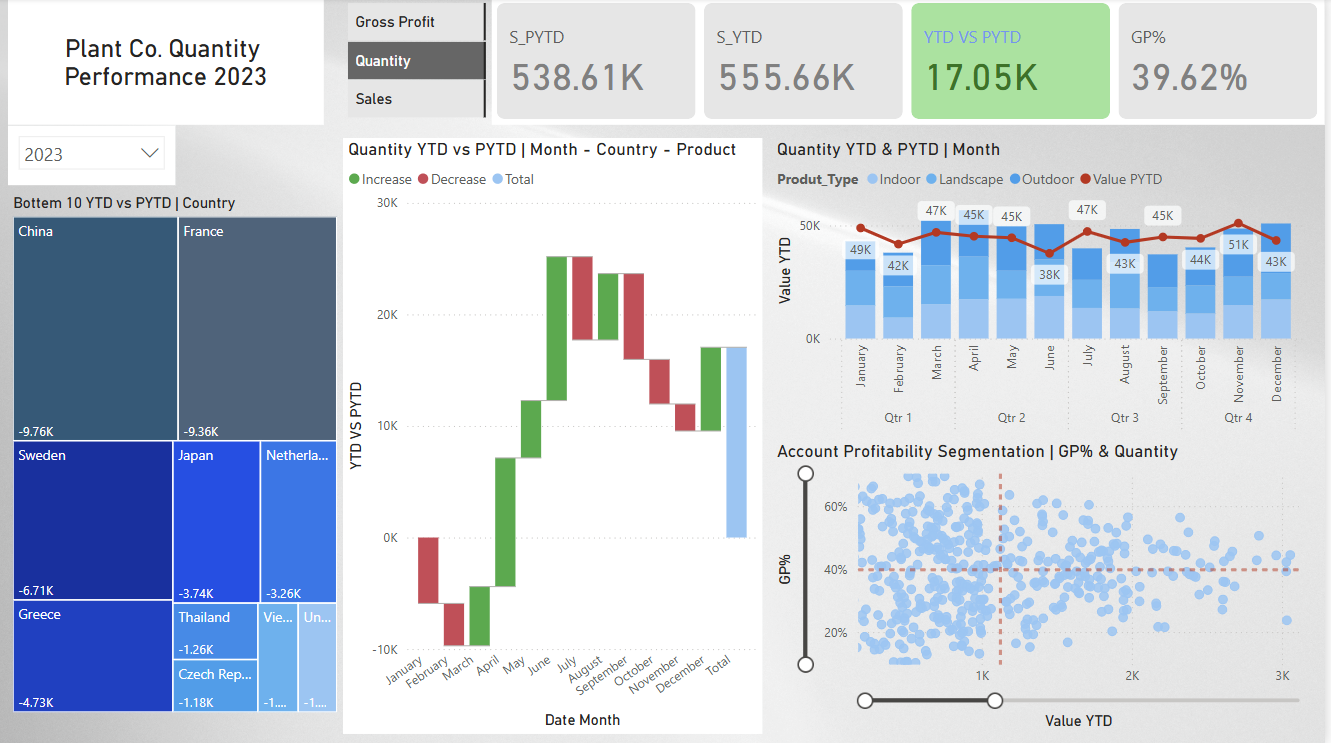 Plant Co. Quantity
Performance 2023
Gross Profit
Quantity
Sales
S_PYTD
538.61K
S_YTD
555.66K
YTD VS PYTD
17.05K
GP%
39.62%
2023
Bottem 10 YTD vs PYTD | Country
China
-9.76K
France
-9.36K
Sweden
-6.71K
Japan
-3.74K
Netherla...
-3.26K
Greece
-4.73K
Thailand
-1.26K
Czech Rep...
-1.18K
Vie...
-1....
Un...
-1....
Quantity YTD vs PYTD | Month - Country - Product
Increase Decrease Total
30K
20K
10K
0K
-10K
YTD VS PYTD
January February March April May June July August September October November December Total
Date Month
Quantity YTD & PYTD | Month
Produt_Type Indoor Landscape Outdoor Value PYTD
Value YTD
50K
0K
49K 42K 47K 45K 45K 38K 47K 43K 45K 44K 51K 43K
January February March April May June July August September October November December
Qtr 1 Qtr 2 Qtr 3 Qtr 4
Account Profitability Segmentation | GP% & Quantity
GP%
60%
40%
20%
1K 2K 3K
Value YTD